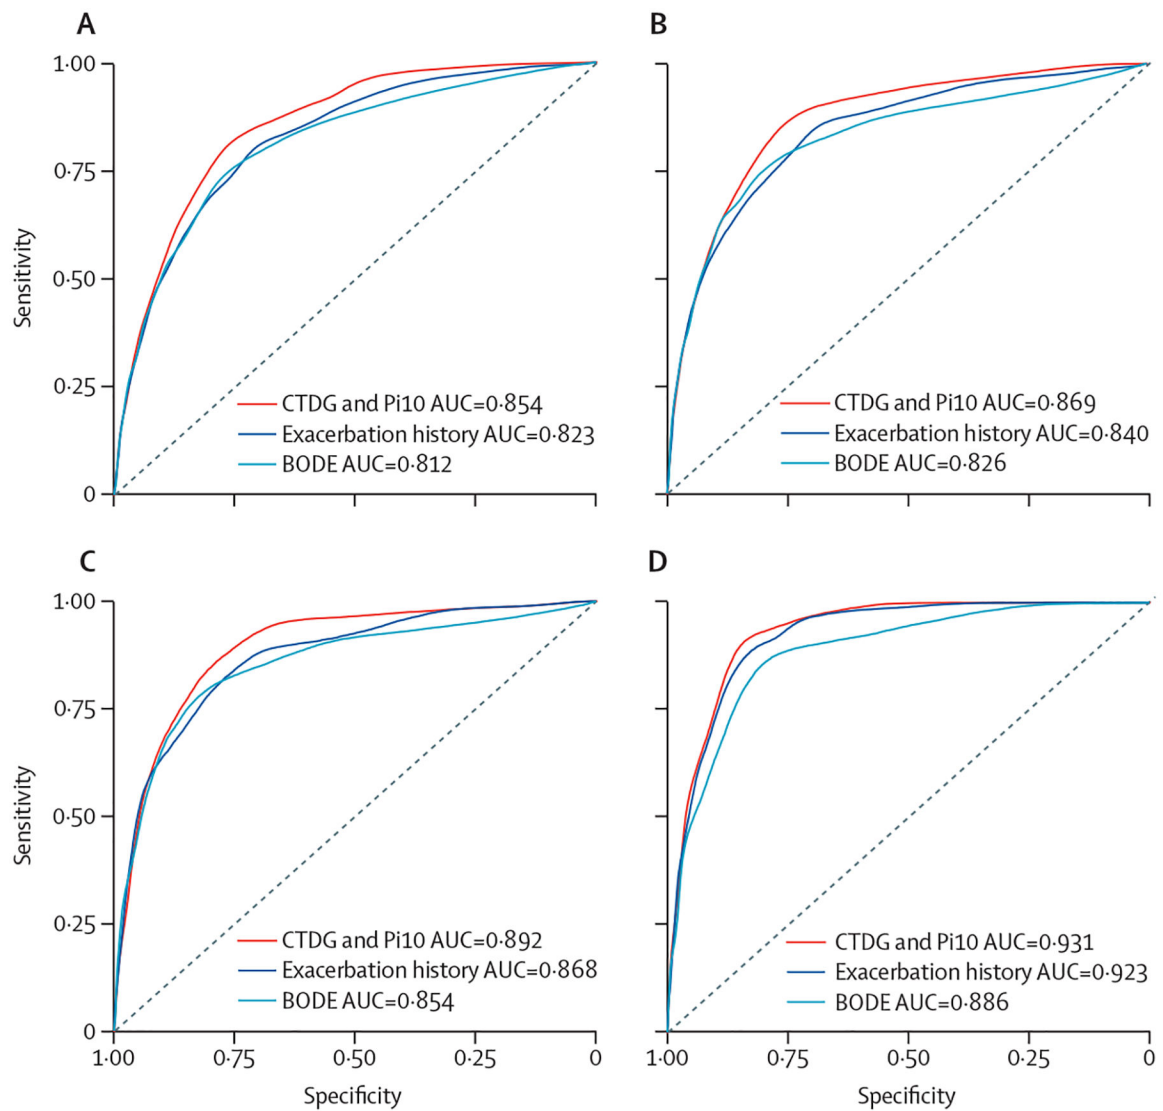 A
1·00
0·75
0·50
0·25
0
Sensitivity
CTDG and Pi10 AUC=0·854
Exacerbation history AUC=0·823
BODE AUC=0·812
B
CTDG and Pi10 AUC=0·869
Exacerbation history AUC=0·840
BODE AUC=0·826
C
1·00
0·75
0·50
0·25
0
Sensitivity
CTDG and Pi10 AUC=0·892
Exacerbation history AUC=0·868
BODE AUC=0·854
1·00 0·75 0·50 0·25 0
Specificity
D
CTDG and Pi10 AUC=0·931
Exacerbation history AUC=0·923
BODE AUC=0·886
1·00 0·75 0·50 0·25 0
Specificity